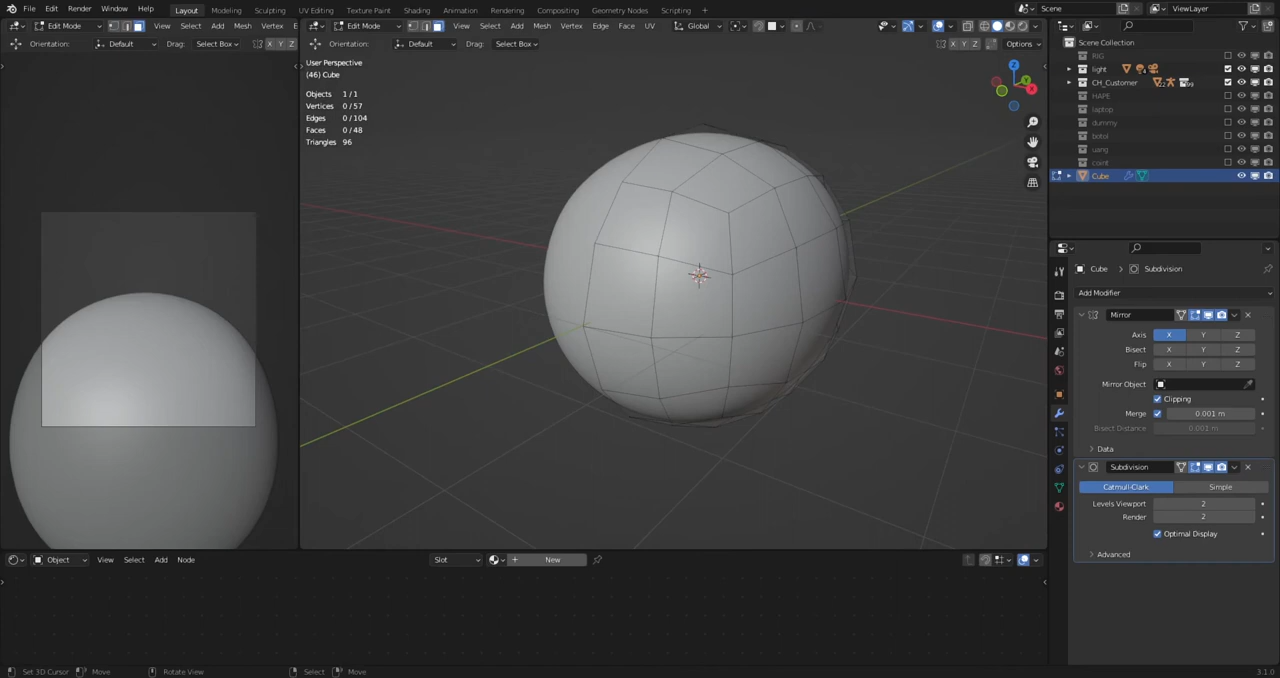 File Edit Render Window Help Layout Modeling Sculpting UV Editing Texture Paint Shading Animation Rendering Compositing Geometry Nodes Scripting + Scene ViewLayer
Edit Mode View Select Add Mesh Vertex E
Edit Mode View Select Add Mesh Vertex Edge Face UV Global
Orientation: Default Drag: Select Box X Y Z
Orientation: Default Drag: Select Box X Y Z Options
User Perspective
(46) Cube
Objects 1 / 1
Vertices 0 / 57
Edges 0 / 104
Faces 0 / 48
Triangles 96
Z
Y
X
Scene Collection
RIG
light 4
CH_Customer 22 99
HAPE
laptop
dummy
botol
uang
coint
Cube
Cube Subdivision
Add Modifier
Mirror
Axis X Y Z
Bisect X Y Z
Flip X Y Z
Mirror Object
Clipping
Merge 0.001 m
Bisect Distance 0.001 m
Data
Subdivision
Catmull-Clark Simple
Levels Viewport 2
Render 2
Optimal Display
Advanced
Object View Select Add Node Slot + New
Set 3D Cursor Move Rotate View Select Move 3.1.0